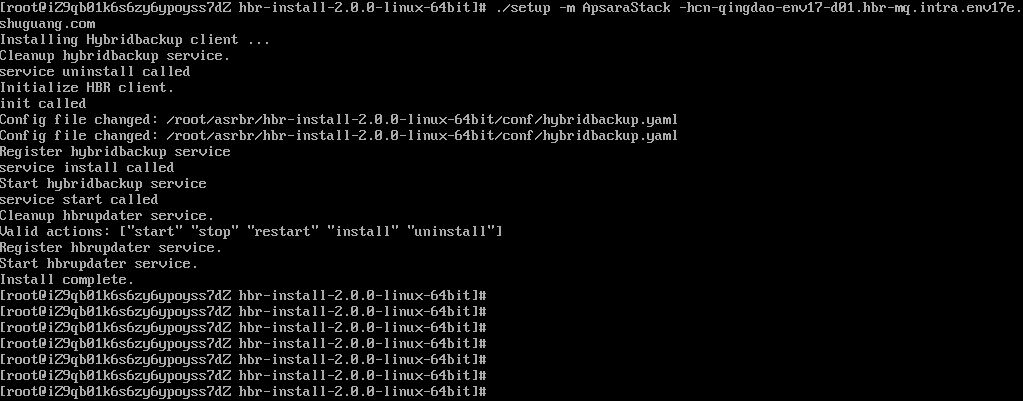 [root@iZ9qb01k6s6zy6ypoyss7dZ hbr-install-2.0.0-linux-64bit]# ./setup -m ApsaraStack -hcn-qingdao-env17-d01.hbr-mq.intra.env17e.
shuguang.com
Installing Hybridbackup client ...
Cleanup hybridbackup service.
service uninstall called
Initialize HBR client.
init called
Config file changed: /root/asrbr/hbr-install-2.0.0-linux-64bit/conf/hybridbackup.yaml
Config file changed: /root/asrbr/hbr-install-2.0.0-linux-64bit/conf/hybridbackup.yaml
Register hybridbackup service
service install called
Start hybridbackup service
service start called
Cleanup hbrupdater service.
Valid actions: ["start" "stop" "restart" "install" "uninstall"]
Register hbrupdater service.
Start hbrupdater service.
Install complete.
[root@iZ9qb01k6s6zy6ypoyss7dZ hbr-install-2.0.0-linux-64bit]#
[root@iZ9qb01k6s6zy6ypoyss7dZ hbr-install-2.0.0-linux-64bit]#
[root@iZ9qb01k6s6zy6ypoyss7dZ hbr-install-2.0.0-linux-64bit]#
[root@iZ9qb01k6s6zy6ypoyss7dZ hbr-install-2.0.0-linux-64bit]#
[root@iZ9qb01k6s6zy6ypoyss7dZ hbr-install-2.0.0-linux-64bit]#
[root@iZ9qb01k6s6zy6ypoyss7dZ hbr-install-2.0.0-linux-64bit]#
[root@iZ9qb01k6s6zy6ypoyss7dZ hbr-install-2.0.0-linux-64bit]#